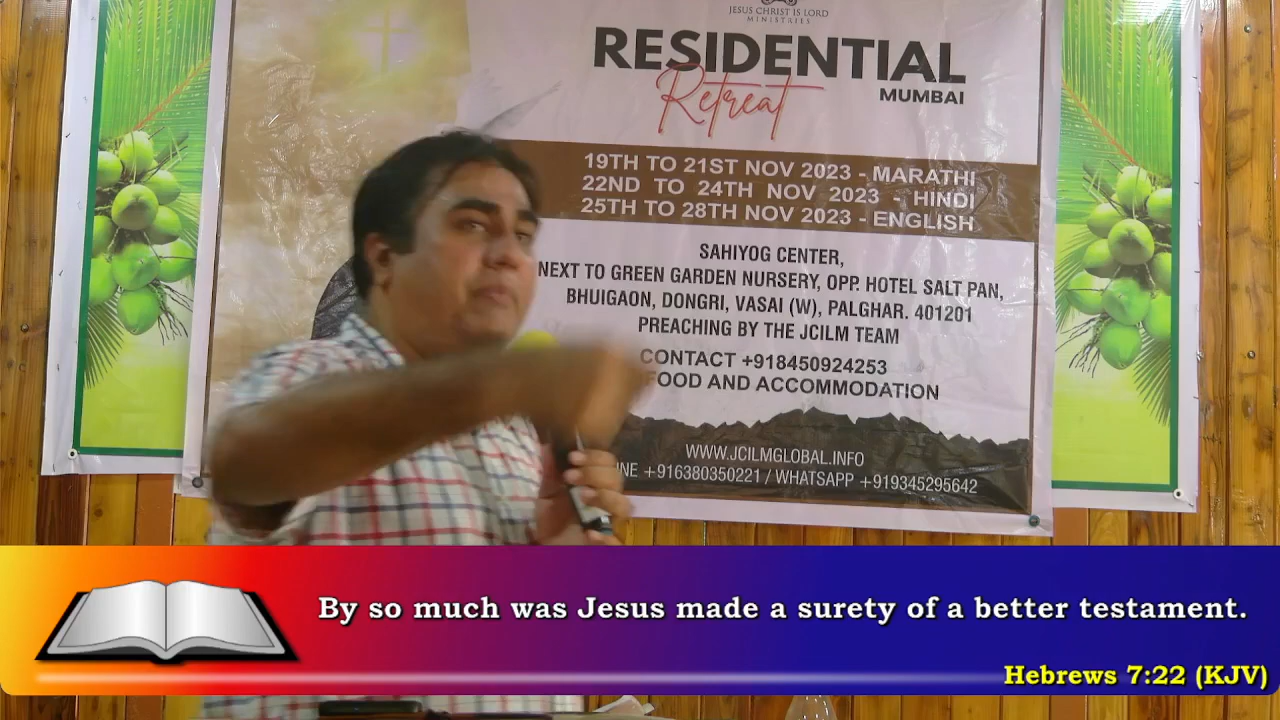 JESUS CHRIST IS LORD
MINISTRIES
RESIDENTIAL
Retreat
MUMBAI
19TH TO 21ST NOV 2023 - MARATHI
22ND TO 24TH NOV 2023 - HINDI
25TH TO 28TH NOV 2023 - ENGLISH
SAHIYOG CENTER,
NEXT TO GREEN GARDEN NURSERY, OPP. HOTEL SALT PAN,
BHUIGAON, DONGRI, VASAI (W), PALGHAR. 401201
PREACHING BY THE JCILM TEAM
CONTACT +918450924253
FOOD AND ACCOMMODATION
WWW.JCILMGLOBAL.INFO
+916380350221 / WHATSAPP +919345295642
By so much was Jesus made a surety of a better testament.
Hebrews 7:22 (KJV)